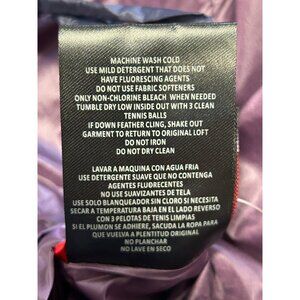 MACHINE WASH COLD
USE MILD DETERGENT THAT DOES NOT
HAVE FLUORESCING AGENTS
DO NOT USE FABRIC SOFTENERS
ONLY NON-CHLORINE BLEACH WHEN NEEDED
TUMBLE DRY LOW INSIDE OUT WITH 3 CLEAN
TENNIS BALLS
IF DOWN FEATHER CLING, SHAKE OUT
GARMENT TO RETURN TO ORIGINAL LOFT
DO NOT IRON
DO NOT DRY CLEAN
LAVAR A MAQUINA CON AGUA FRIA
USE DETERGENTE SUAVE QUE NO CONTENGA
AGENTES FLUORECENTES
NO USE SUAVIZANTES DE TELA
USE SOLO BLANQUEADOR SIN CLORO SI NECESITA
SECAR A TEMPERATURA BAJA EN EL LADO REVERSO
CON 3 PELOTAS DE TENIS LIMPIAS
SI EL PLUMON SE ADHIERE, SACUDA LA ROPA PARA
QUE VUELVA A PLENTITUD ORIGINAL
NO PLANCHAR
NO LAVE EN SECO